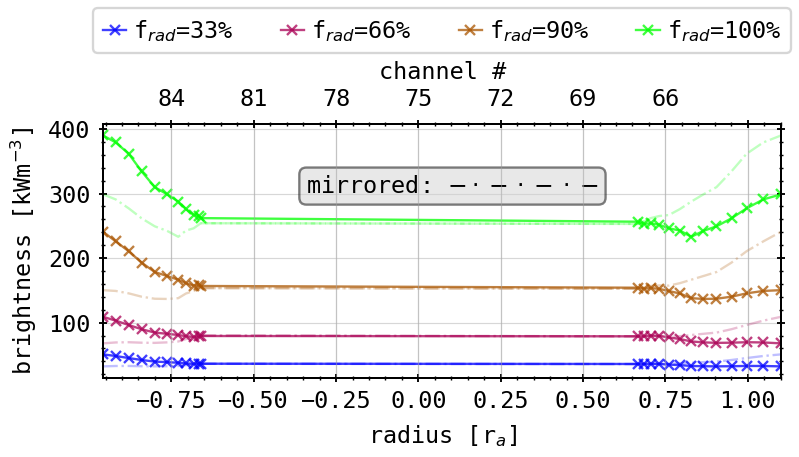 f_rad=33% f_rad=66% f_rad=90% f_rad=100%
channel #
84 81 78 75 72 69 66
mirrored:
400
300
200
100
brightness [kWm⁻³]
−0.75 −0.50 −0.25 0.00 0.25 0.50 0.75 1.00
radius [r_a]